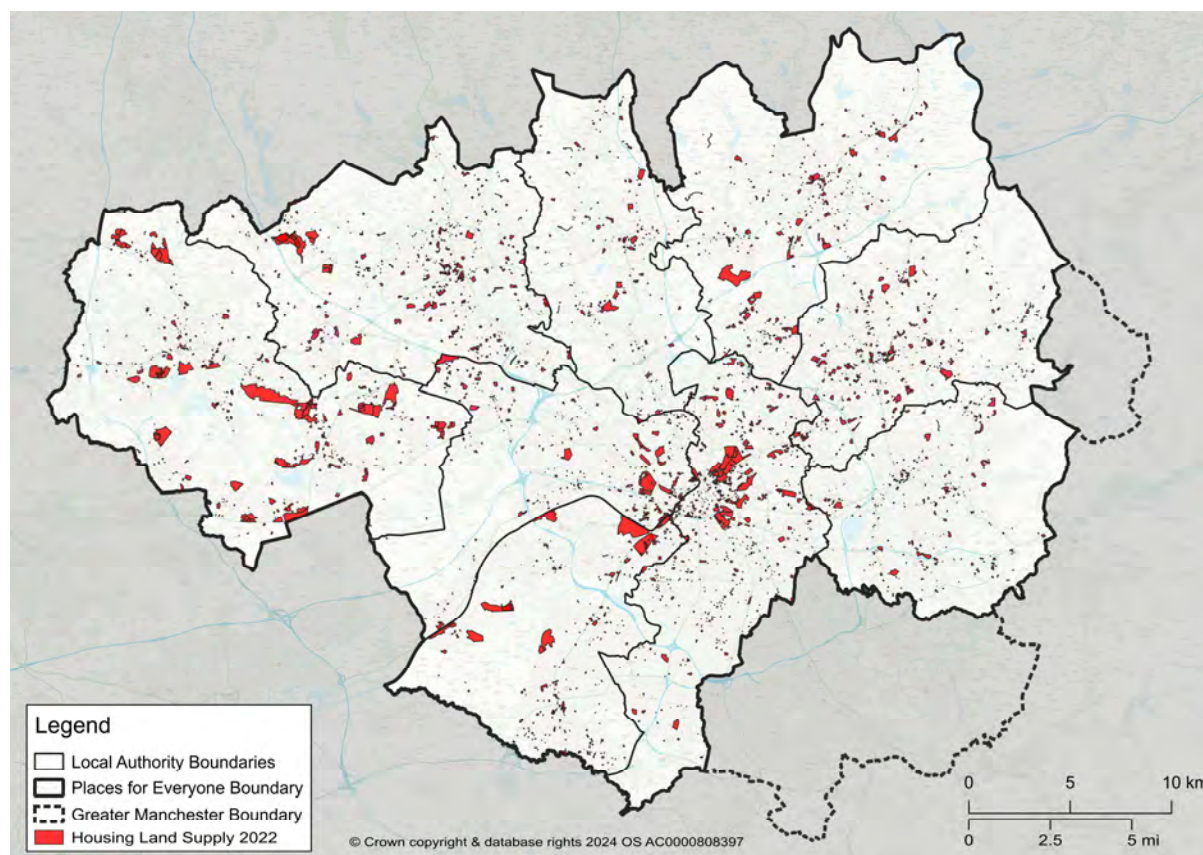 Legend
Local Authority Boundaries
Places for Everyone Boundary
Greater Manchester Boundary
Housing Land Supply 2022
© Crown copyright & database rights 2024 OS AC0000808397
0 5 10 km
0 2.5 5 mi